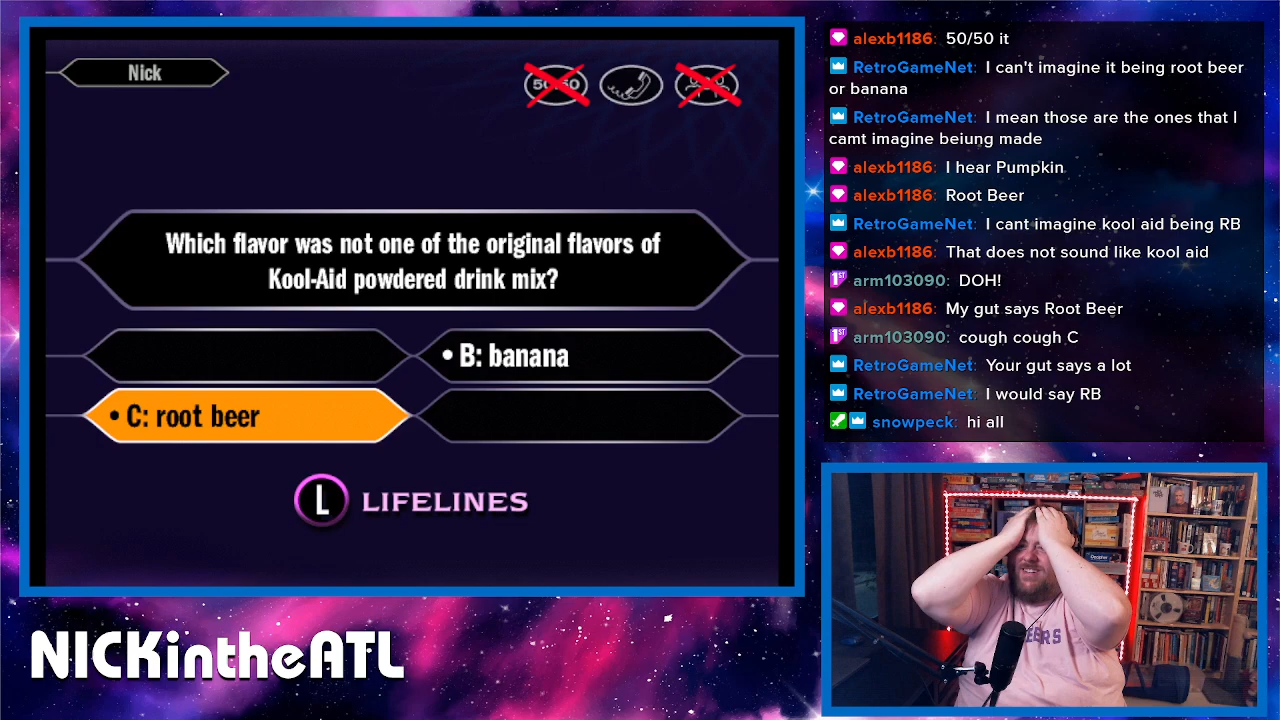 Nick
50:50
Which flavor was not one of the original flavors of
Kool-Aid powdered drink mix?
• B: banana
• C: root beer
L LIFELINES
NICKintheATL
alexb1186: 50/50 it
RetroGameNet: I can't imagine it being root beer
or banana
RetroGameNet: I mean those are the ones that I
camt imagine beiung made
alexb1186: I hear Pumpkin
alexb1186: Root Beer
RetroGameNet: I cant imagine kool aid being RB
alexb1186: That does not sound like kool aid
1ST arm103090: DOH!
alexb1186: My gut says Root Beer
1ST arm103090: cough cough C
RetroGameNet: Your gut says a lot
RetroGameNet: I would say RB
snowpeck: hi all